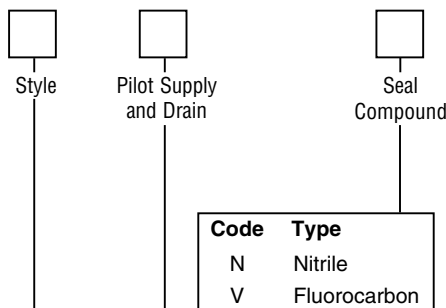 Style
Pilot Supply
and Drain
Seal
Compound
Code Type
N Nitrile
V Fluorocarbon